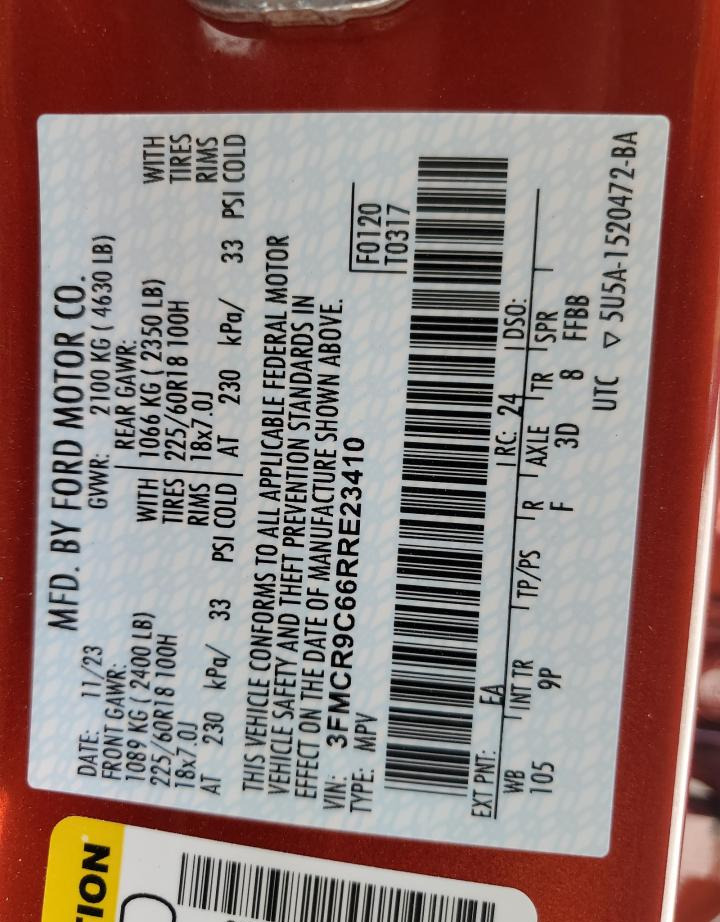 MFD. BY FORD MOTOR CO.
DATE: 11/23 GVWR: 2100 KG ( 4630 LB)
FRONT GAWR: REAR GAWR:
1089 KG ( 2400 LB) WITH 1066 KG ( 2350 LB) WITH
225/60R18 100H TIRES 225/60R18 100H TIRES
18x7.0J RIMS 18x7.0J RIMS
AT 230 kPa/ 33 PSI COLD AT 230 kPa/ 33 PSI COLD
THIS VEHICLE CONFORMS TO ALL APPLICABLE FEDERAL MOTOR
VEHICLE SAFETY AND THEFT PREVENTION STANDARDS IN
EFFECT ON THE DATE OF MANUFACTURE SHOWN ABOVE.
VIN: 3FMCR9C66RRE23410 F0120
TYPE: MPV T0317
EXT PNT: EA RC: 24 DSO:
WB INT TR TP/PS R AXLE TR SPR
105 9P F 3D 8 FFBB
UTC ▽ 5U5A-1520472-BA
TION